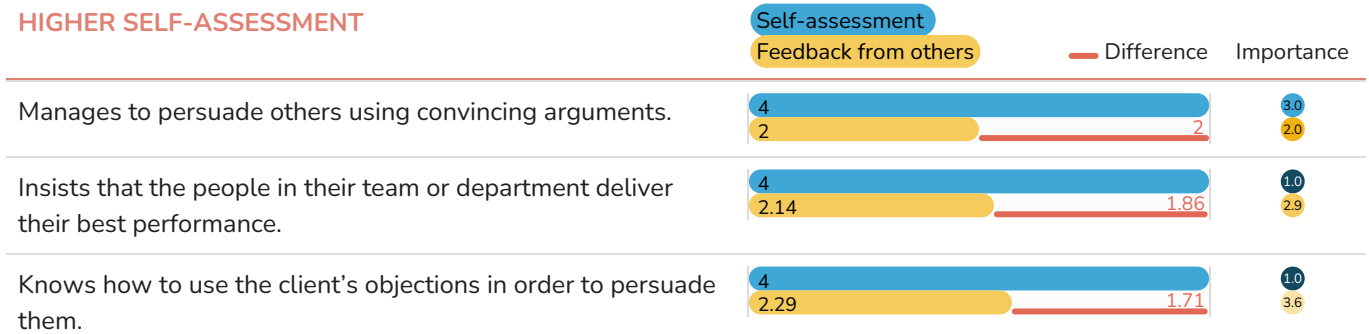 HIGHER SELF-ASSESSMENT
Self-assessment
Feedback from others
Difference
Importance
Manages to persuade others using convincing arguments.
4
2
2
3.0
2.0
Insists that the people in their team or department deliver
their best performance.
4
2.14
1.86
1.0
2.9
Knows how to use the client’s objections in order to persuade
them.
4
2.29
1.71
1.0
3.6